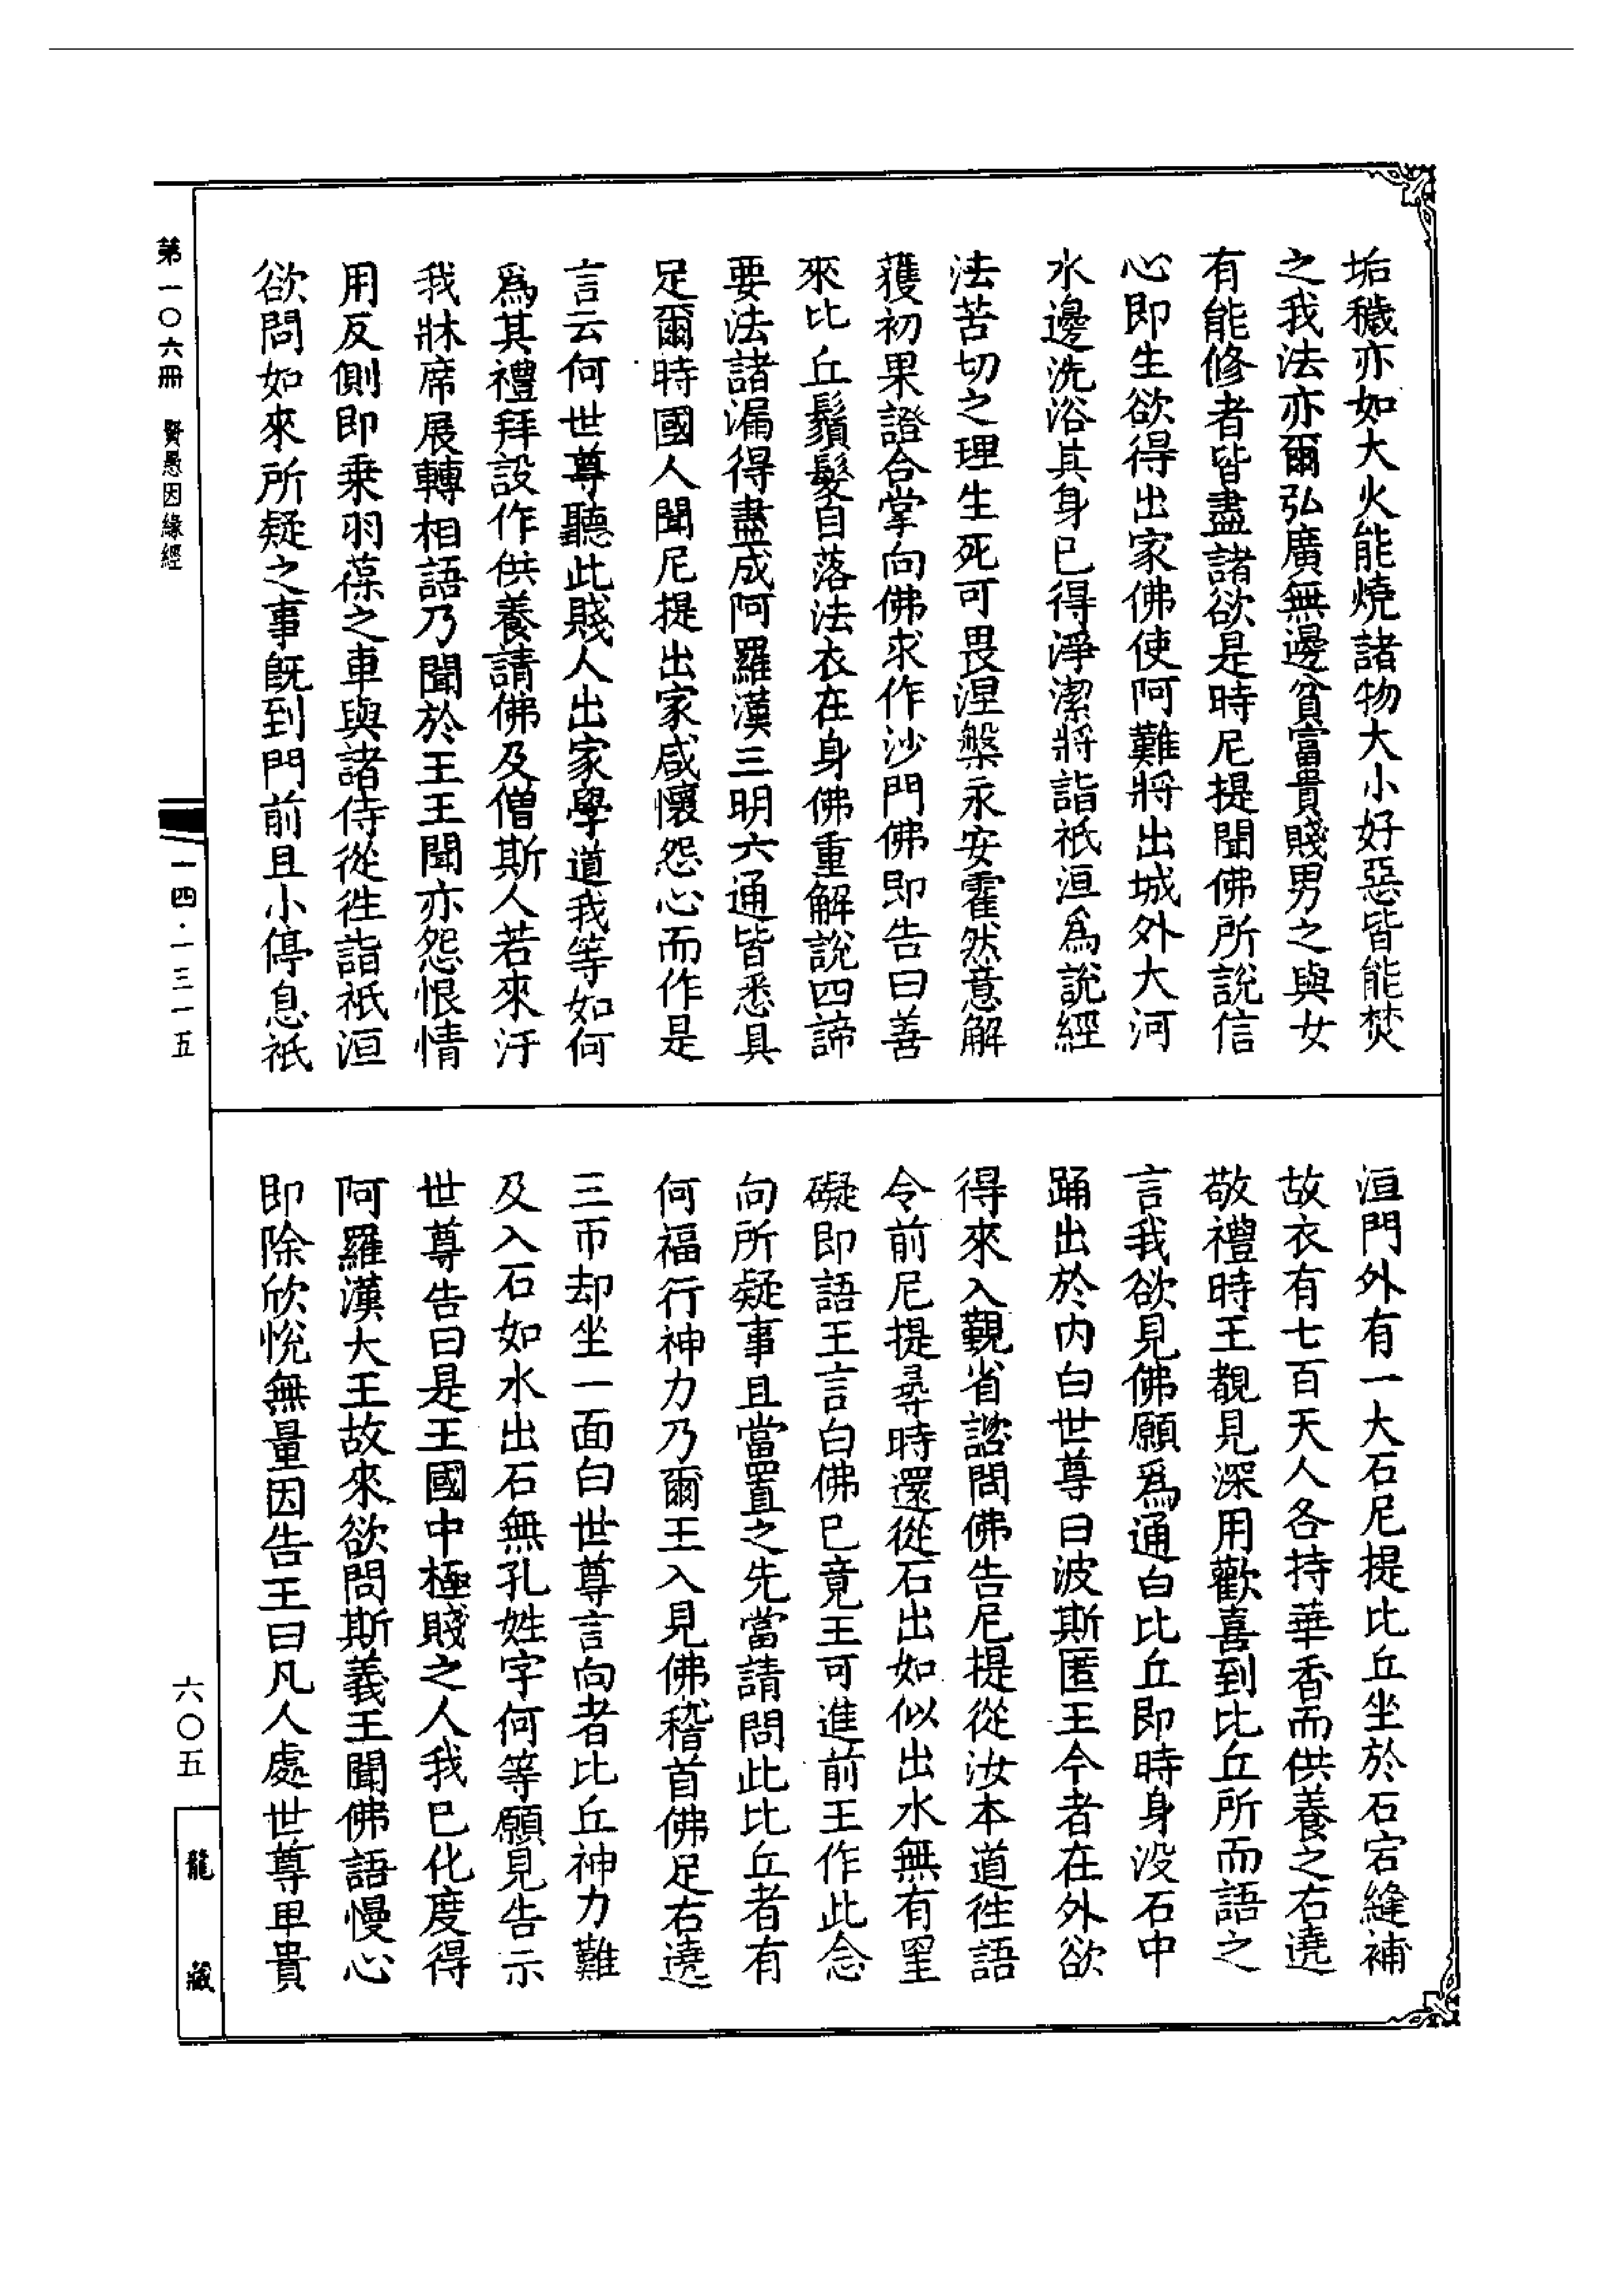 垢穢亦如大火能燒諸物大小好惡皆能焚
之我法亦爾弘廣無邊貧富貴賤男之與女
有能修者皆盡諸欲是時尼提聞佛所說信
心即生欲得出家佛使阿難將出城外大河
水邊洗浴其身已得淨潔將詣祇洹爲說經
法苦切之理生死可畏涅槃永安霍然意解
獲初果證合掌向佛求作沙門佛即告曰善
來比丘鬚髮自落法衣在身佛重解說四諦
要法諸漏得盡成阿羅漢三明六通皆悉具
足爾時國人聞尼提出家咸懷怨心而作是
言云何世尊聽此賤人出家學道我等如何
爲其禮拜設作供養請佛及僧斯人若來汙
我牀席展轉相語乃聞於王王聞亦怨恨情
用反側即乗羽葆之車與諸侍從徃詣祇洹
欲問如來所疑之事旣到門前且小停息祇
洹門外有一大石尼提比丘坐於石宕縫補
故衣有七百天人各持華香而供養之右遶
敬禮時王覩見深用歡喜到比丘所而語之
言我欲見佛願爲通白比丘即時身没石中
踊出於内白世尊曰波斯匿王今者在外欲
得來入覲省諮問佛告尼提從汝本道徃語
令前尼提尋時還從石出如似出水無有罣
礙即語王言白佛已竟王可進前王作此念
向所疑事且當置之先當請問此比丘者有
何福行神力乃爾王入見佛稽首佛足右遶
三帀却坐一面白世尊言向者比丘神力難
及入石如水出石無孔姓字何等願見告示
世尊告曰是王國中極賤之人我已化度得
阿羅漢大王故來欲問斯義王聞佛語慢心
即除欣悅無量因告王曰凡人處世尊卑貴
第一〇六冊 賢愚因緣經
一四·一三一五
六〇五
龍藏